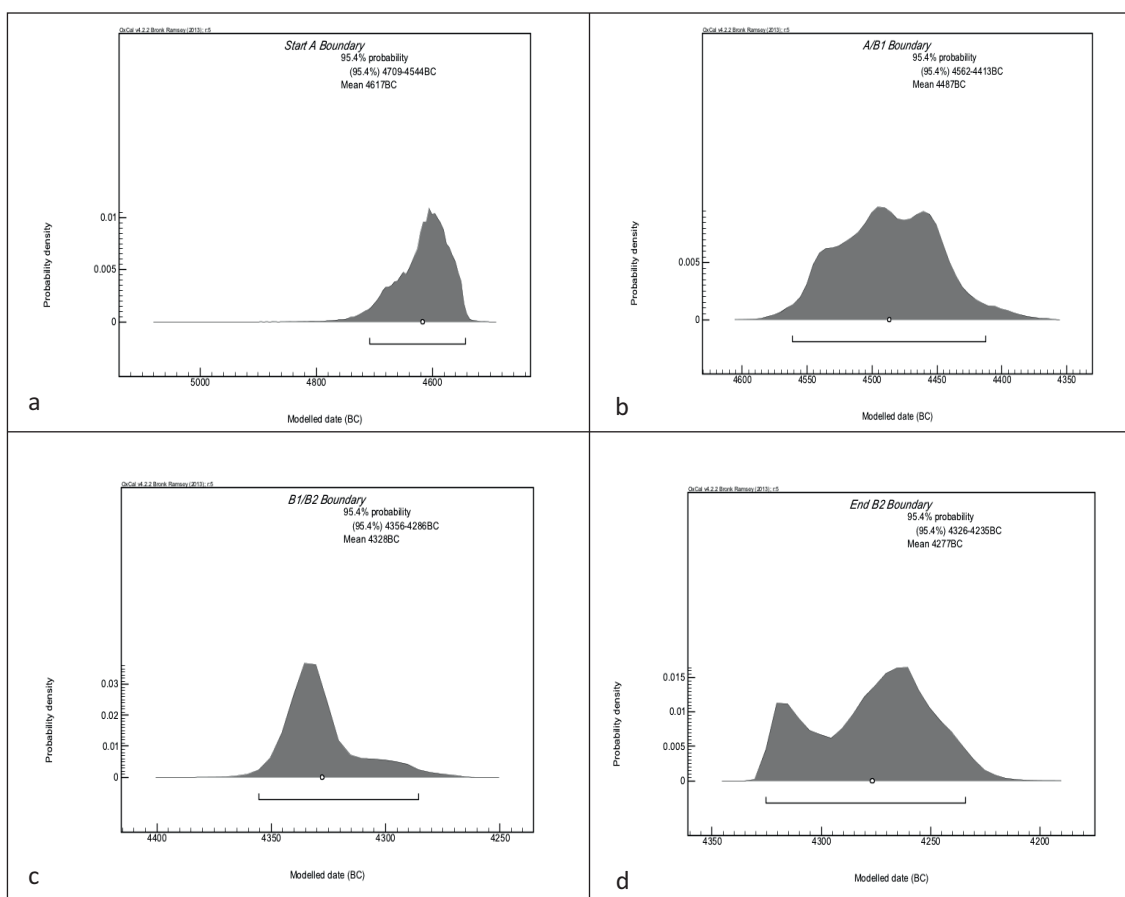 OxCal v4.2.2 Bronk Ramsey (2013); r:5
Start A Boundary
95.4% probability
(95.4%) 4709-4544BC
Mean 4617BC
0.01
0.005
0
Probability density
5000 4800 4600
Modelled date (BC)
a
OxCal v4.2.2 Bronk Ramsey (2013); r:5
A/B1 Boundary
95.4% probability
(95.4%) 4562-4413BC
Mean 4487BC
0.005
0
Probability density
4600 4550 4500 4450 4400 4350
Modelled date (BC)
b
OxCal v4.2.2 Bronk Ramsey (2013); r:5
B1/B2 Boundary
95.4% probability
(95.4%) 4356-4286BC
Mean 4328BC
0.03
0.02
0.01
0
Probability density
4400 4350 4300 4250
Modelled date (BC)
c
OxCal v4.2.2 Bronk Ramsey (2013); r:5
End B2 Boundary
95.4% probability
(95.4%) 4326-4235BC
Mean 4277BC
0.015
0.01
0.005
0
Probability density
4350 4300 4250 4200
Modelled date (BC)
d